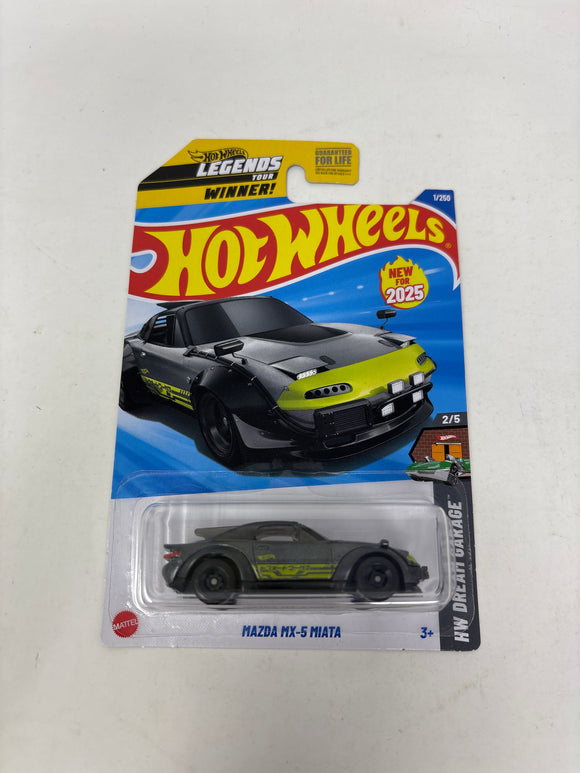 HOT WHEELS
LEGENDS
TOUR
WINNER!
GUARANTEED
FOR LIFE
1/250
HOT WHEELS
NEW
FOR
2025
2/5
HW DREAM GARAGE™
MATTEL
MAZDA MX-5 MIATA
3+